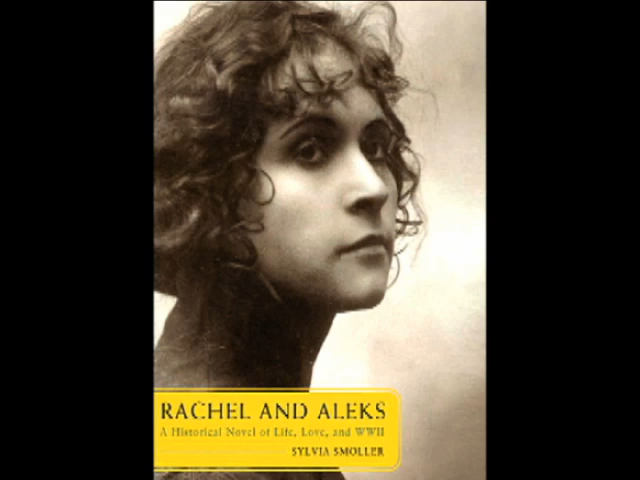 RACHEL AND ALEKS
A Historical Novel of Life, Love, and WWII
SYLVIA SMOLLER